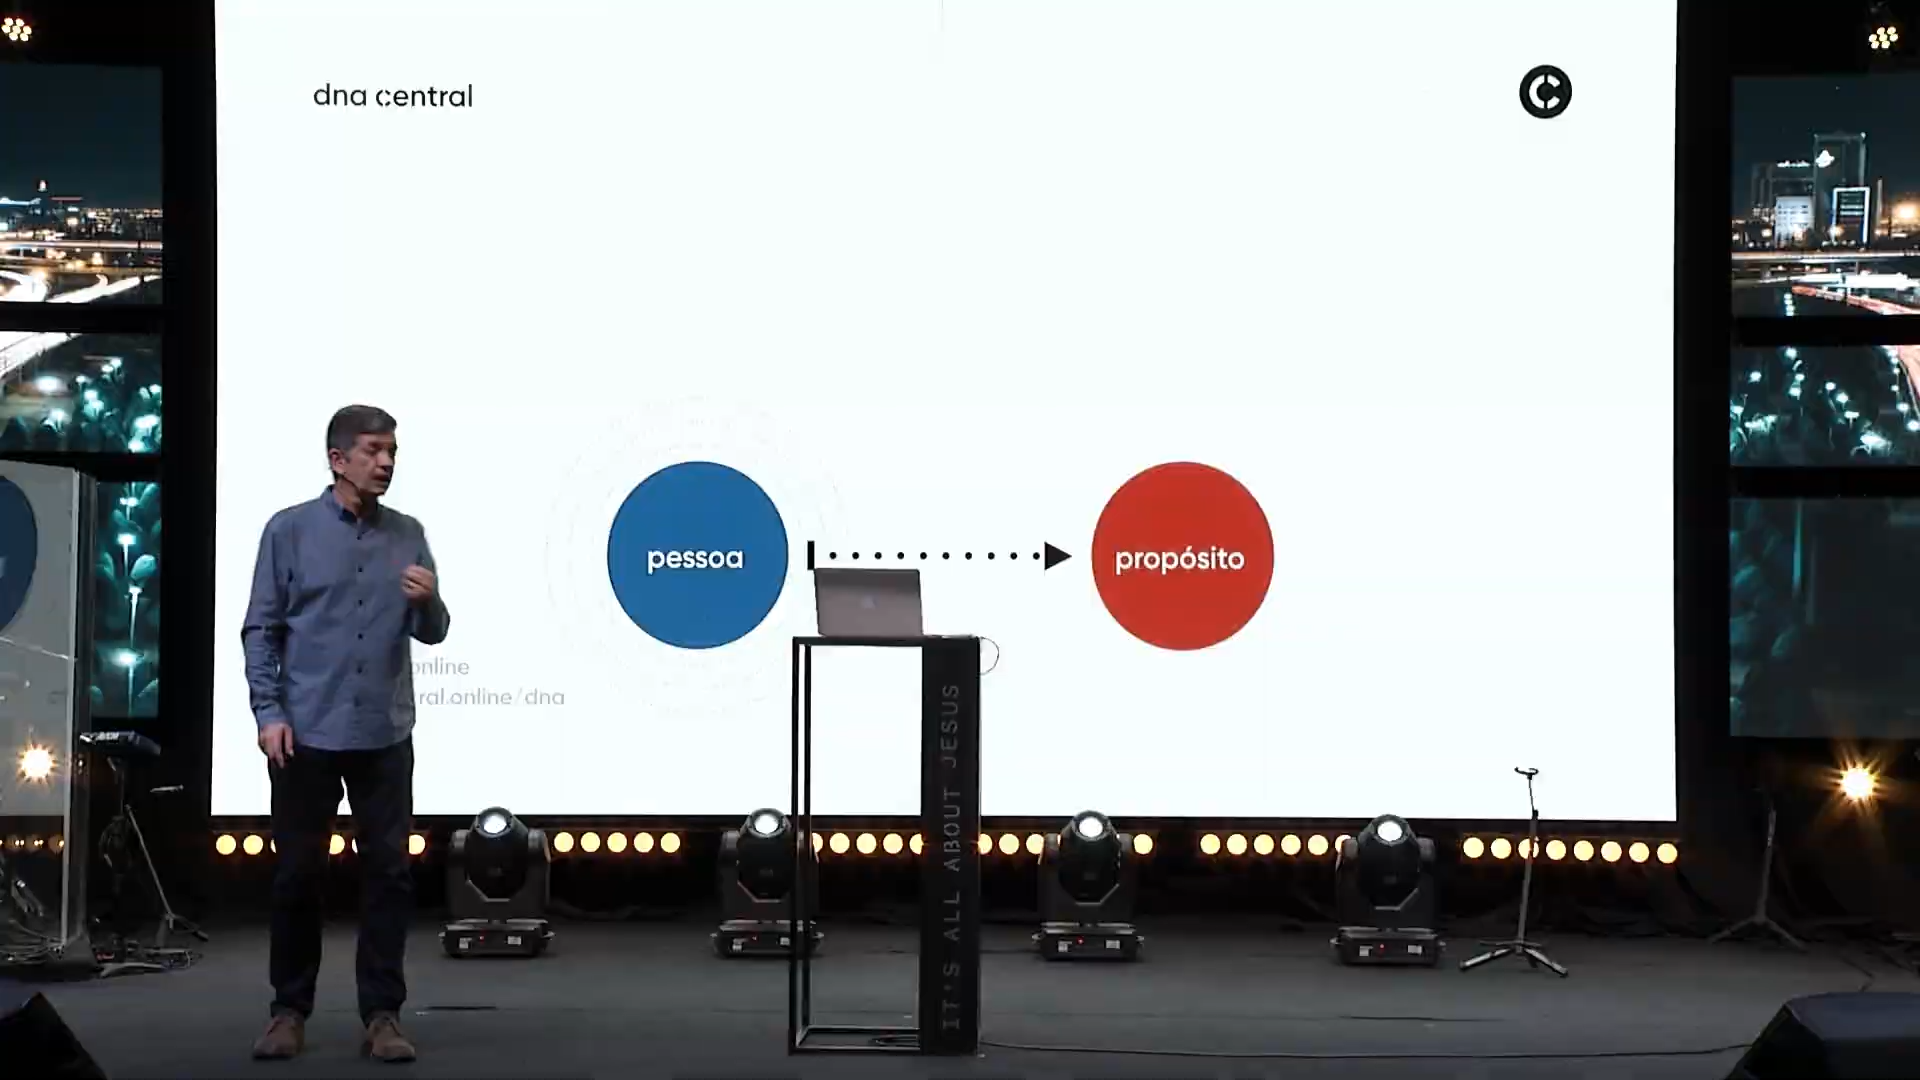 dna central
pessoa
propósito
online
ral.online/dna
IT'S ALL ABOUT JESUS